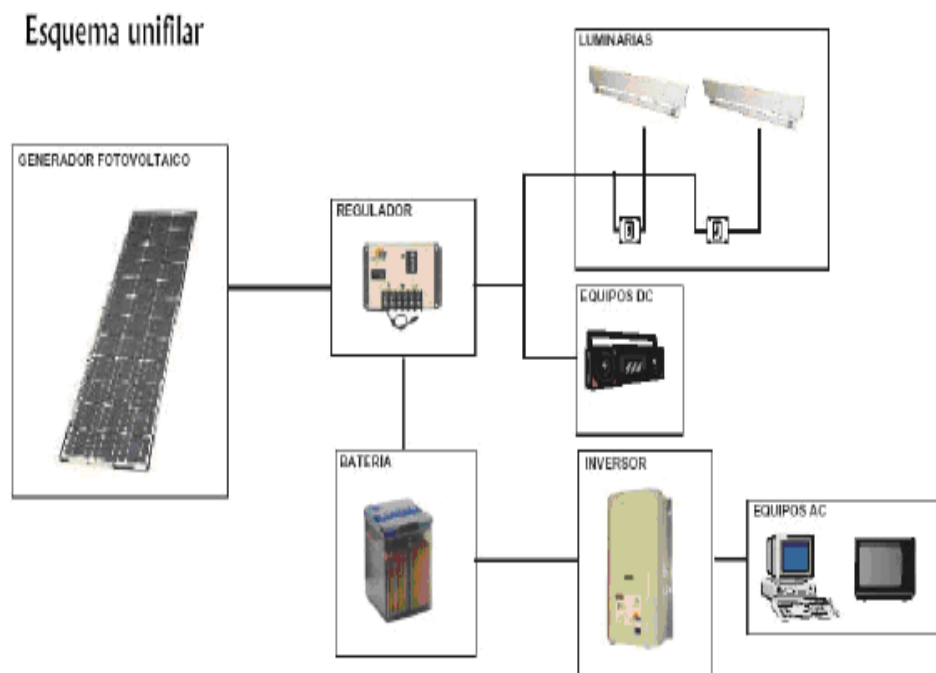 Esquema unifilar
LUMINARIAS
GENERADOR FOTOVOLTAICO
REGULADOR
EQUIPOS DC
BATERIA
INVERSOR
EQUIPOS AC